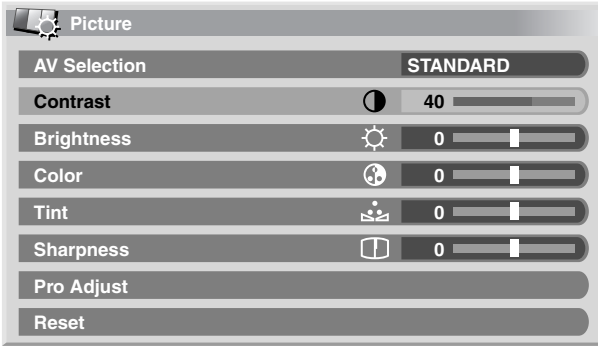 Picture
AV Selection STANDARD
Contrast 40
Brightness 0
Color 0
Tint 0
Sharpness 0
Pro Adjust
Reset